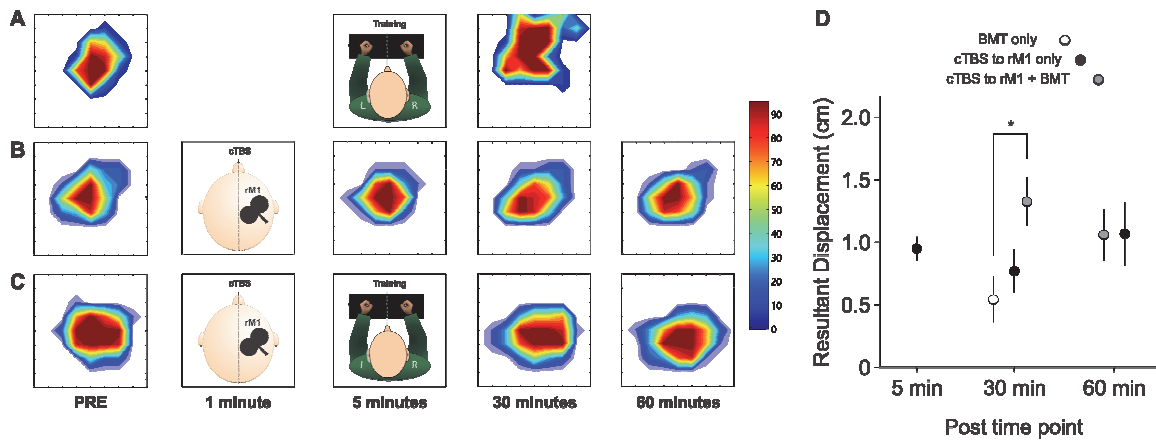 A
Training
L R
B
cTBS
rM1
C
sTBS
rM1
Training
L R
PRE
1 minute
5 minutes
30 minutes
60 minutes
90
80
70
60
50
40
30
20
10
0
D
BMT only
cTBS to rM1 only
cTBS to rM1 + BMT
*
2.0
1.5
1.0
0.5
0
Resultant Displacement (cm)
5 min
30 min
60 min
Post time point